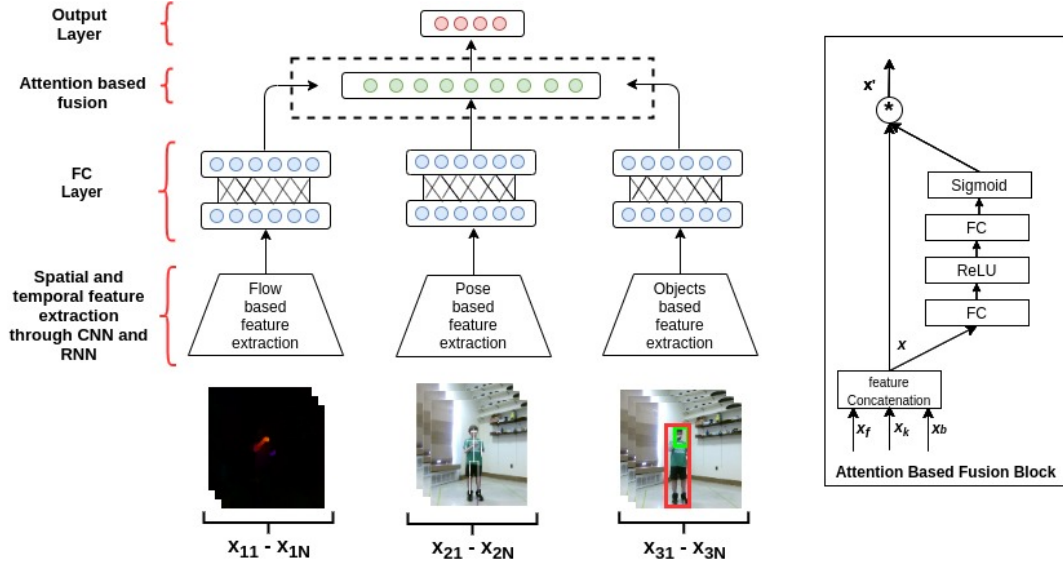 Output
Layer
Attention based
fusion
FC
Layer
Spatial and
temporal feature
extraction
through CNN and
RNN
Flow
based
feature
extraction
Pose
based
feature
extraction
Objects
based
feature
extraction
x11 - x1N
x21 - x2N
x31 - x3N
x'
*
Sigmoid
FC
ReLU
FC
x
feature
Concatenation
xf
xk
xb
Attention Based Fusion Block